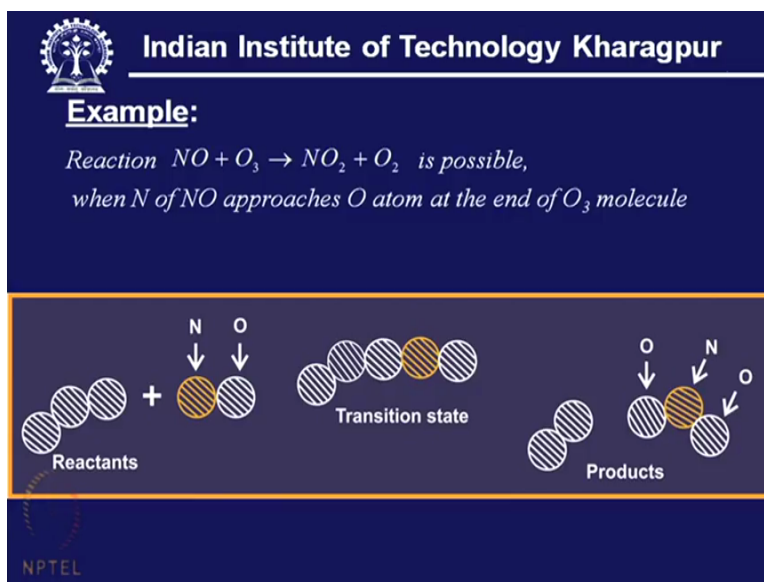 Indian Institute of Technology Kharagpur
Example:
Reaction NO + O₃ → NO₂ + O₂ is possible,
when N of NO approaches O atom at the end of O₃ molecule
N O
+
Reactants
Transition state
O N O
Products
NPTEL